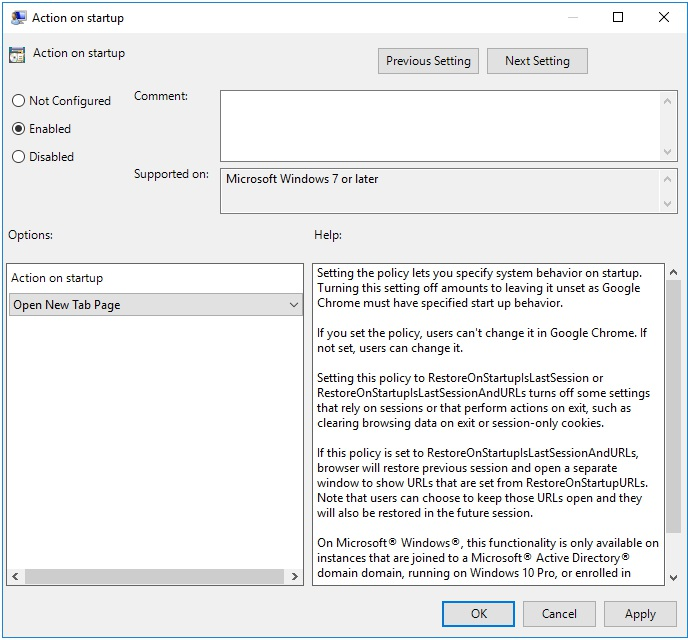 Action on startup
Action on startup
Previous Setting
Next Setting
Not Configured
Enabled
Disabled
Comment:
Supported on:
Microsoft Windows 7 or later
Options:
Help:
Action on startup
Open New Tab Page
Setting the policy lets you specify system behavior on startup.
Turning this setting off amounts to leaving it unset as Google
Chrome must have specified start up behavior.
If you set the policy, users can't change it in Google Chrome. If
not set, users can change it.
Setting this policy to RestoreOnStartupIsLastSession or
RestoreOnStartupIsLastSessionAndURLs turns off some settings
that rely on sessions or that perform actions on exit, such as
clearing browsing data on exit or session-only cookies.
If this policy is set to RestoreOnStartupIsLastSessionAndURLs,
browser will restore previous session and open a separate
window to show URLs that are set from RestoreOnStartupURLs.
Note that users can choose to keep those URLs open and they
will also be restored in the future session.
On Microsoft® Windows®, this functionality is only available on
instances that are joined to a Microsoft® Active Directory®
domain domain, running on Windows 10 Pro, or enrolled in
OK
Cancel
Apply